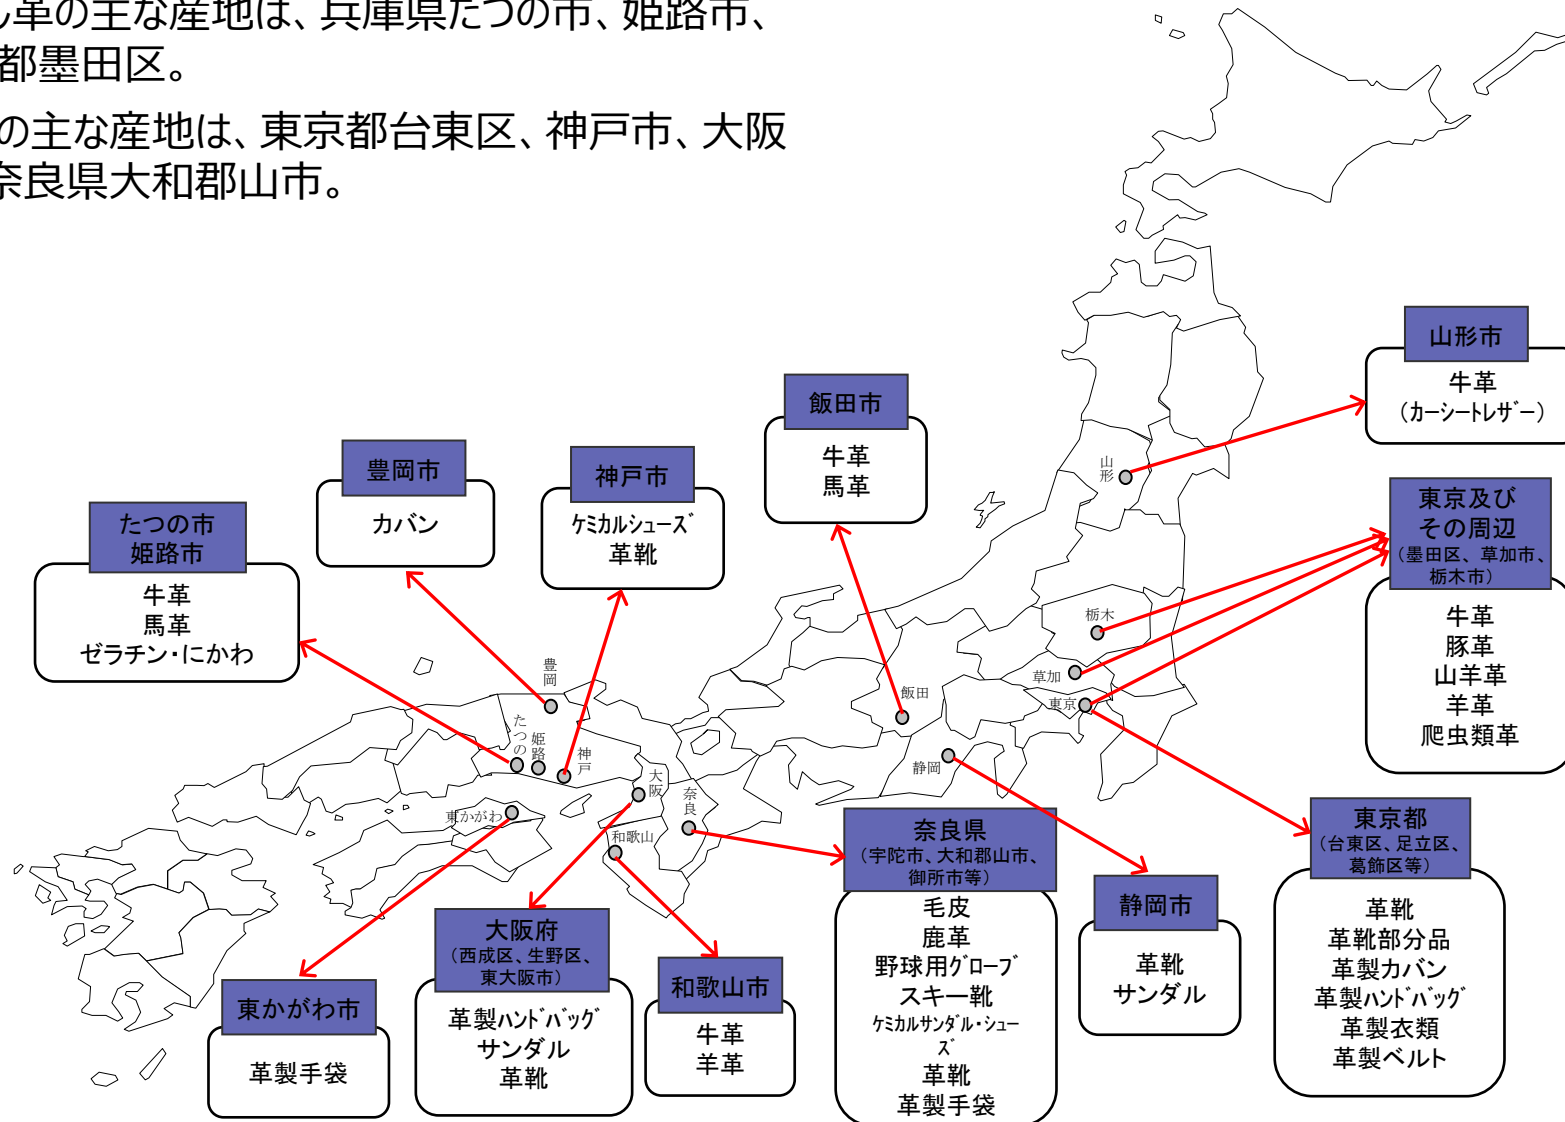 し革の主な産地は、兵庫県たつの市、姫路市、
都墨田区。
の主な産地は、東京都台東区、神戸市、大阪
奈良県大和郡山市。
山形市
牛革
（カーシートレザー）
飯田市
牛革
馬革
豊岡市
カバン
神戸市
ケミカルシューズ
革靴
たつの市
姫路市
牛革
馬革
ゼラチン・にかわ
東京及び
その周辺
（墨田区、草加市、
栃木市）
牛革
豚革
山羊革
羊革
爬虫類革
山形
栃木
草加
東京
飯田
静岡
豊岡
たつの
姫路
神戸
大阪
奈良
和歌山
東かがわ
東京都
（台東区、足立区、
葛飾区等）
革靴
革靴部分品
革製カバン
革製ハンドバッグ
革製衣類
革製ベルト
奈良県
（宇陀市、大和郡山市、
御所市等）
毛皮
鹿革
野球用グローブ
スキー靴
ケミカルサンダル・シュー
ズ
革靴
革製手袋
静岡市
革靴
サンダル
大阪府
（西成区、生野区、
東大阪市）
革製ハンドバッグ
サンダル
革靴
和歌山市
牛革
羊革
東かがわ市
革製手袋